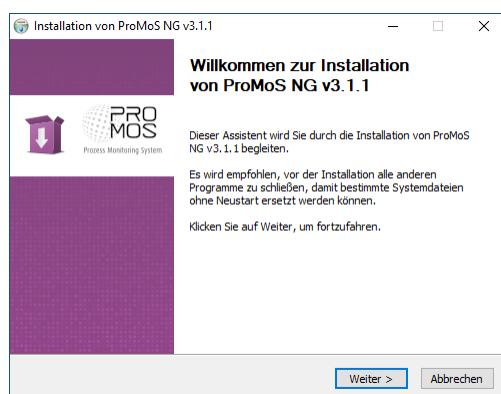 Installation von ProMoS NG v3.1.1
Willkommen zur Installation
von ProMoS NG v3.1.1
PRO
MOS
Prozess Monitoring System
Dieser Assistent wird Sie durch die Installation von ProMoS
NG v3.1.1 begleiten.
Es wird empfohlen, vor der Installation alle anderen
Programme zu schließen, damit bestimmte Systemdateien
ohne Neustart ersetzt werden können.
Klicken Sie auf Weiter, um fortzufahren.
Weiter >
Abbrechen